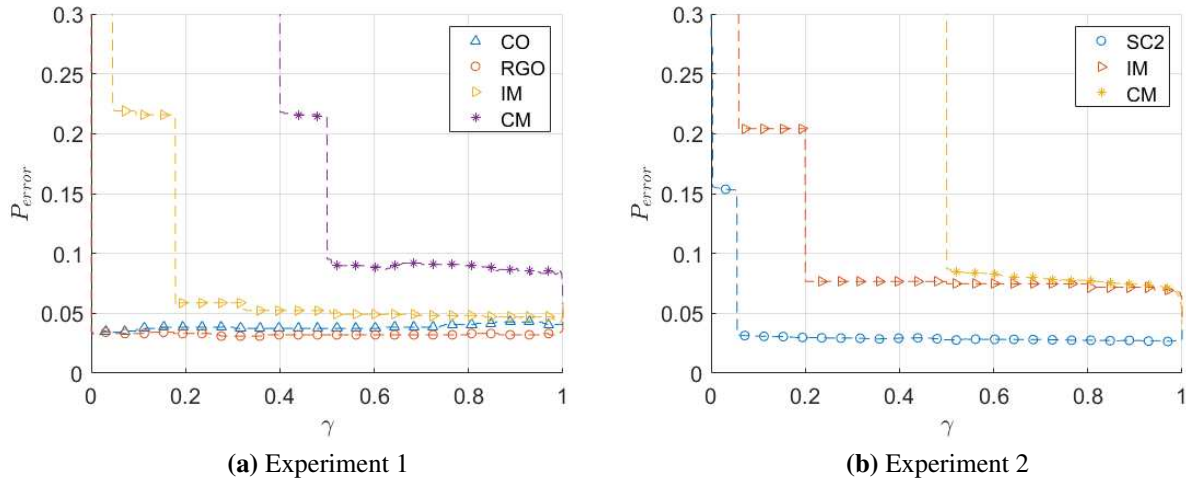 0.3
0.25
0.2
0.15
0.1
0.05
0
P_error
0 0.2 0.4 0.6 0.8 1
γ
CO
RGO
IM
CM
(a) Experiment 1
0.3
0.25
0.2
0.15
0.1
0.05
0
P_error
0 0.2 0.4 0.6 0.8 1
γ
SC2
IM
CM
(b) Experiment 2